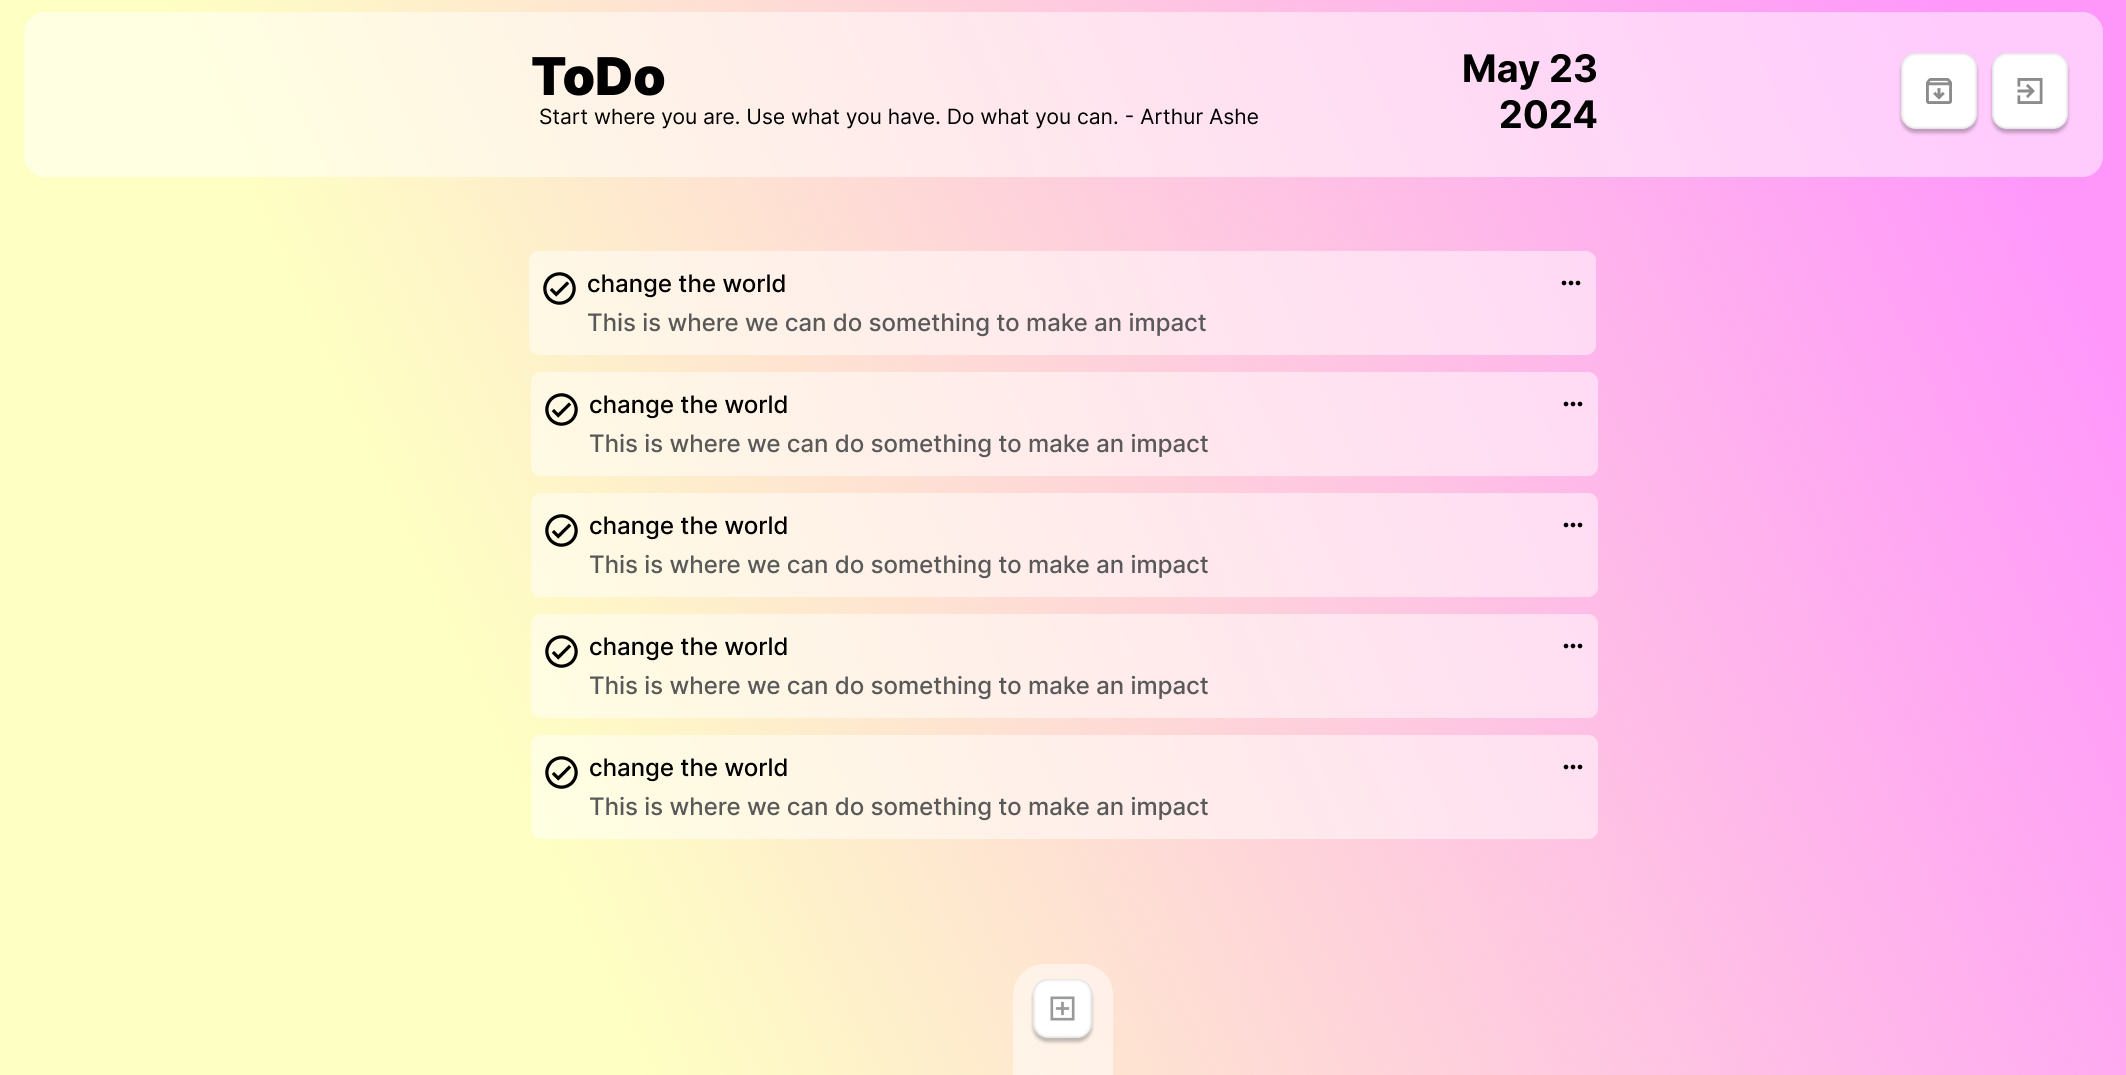 ToDo
Start where you are. Use what you have. Do what you can. - Arthur Ashe
May 23
2024
change the world
This is where we can do something to make an impact
change the world
This is where we can do something to make an impact
change the world
This is where we can do something to make an impact
change the world
This is where we can do something to make an impact
change the world
This is where we can do something to make an impact